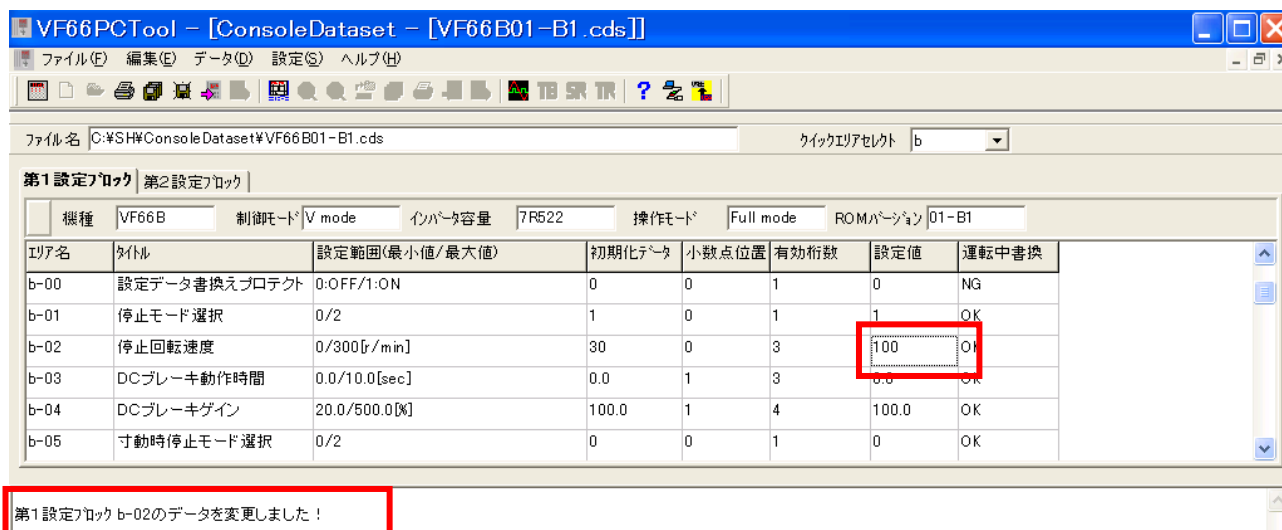 VF66PCTool - [ConsoleDataset - [VF66B01-B1.cds]]
ファイル(F) 編集(E) データ(D) 設定(S) ヘルプ(H)
TB SR TR ?
ファイル名 C:¥SH¥ConsoleDataset¥VF66B01-B1.cds クイックエリアセレクト b
第1設定ブロック 第2設定ブロック
機種 VF66B 制御モード V mode インバータ容量 7R522 操作モード Full mode ROMバージョン 01-B1
エリア名 タイトル 設定範囲(最小値/最大値) 初期化データ 小数点位置 有効桁数 設定値 運転中書換
b-00 設定データ書換えプロテクト 0:OFF/1:ON 0 0 1 0 NG
b-01 停止モード選択 0/2 1 0 1 1 OK
b-02 停止回転速度 0/300[r/min] 30 0 3 100 OK
b-03 DCブレーキ動作時間 0.0/10.0[sec] 0.0 1 3 0.0 OK
b-04 DCブレーキゲイン 20.0/500.0[%] 100.0 1 4 100.0 OK
b-05 寸動時停止モード選択 0/2 0 0 1 0 OK
第1設定ブロック b-02のデータを変更しました！